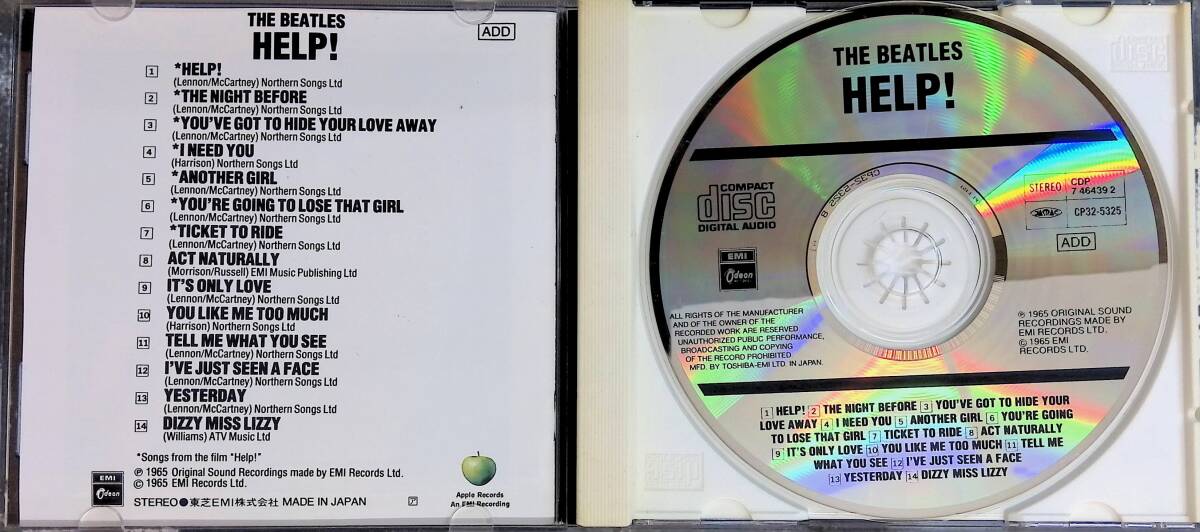 THE BEATLES
HELP!
ADD
1 *HELP!
(Lennon/McCartney) Northern Songs Ltd
2 *THE NIGHT BEFORE
(Lennon/McCartney) Northern Songs Ltd
3 *YOU'VE GOT TO HIDE YOUR LOVE AWAY
(Lennon/McCartney) Northern Songs Ltd
4 *I NEED YOU
(Harrison) Northern Songs Ltd
5 *ANOTHER GIRL
(Lennon/McCartney) Northern Songs Ltd
6 *YOU'RE GOING TO LOSE THAT GIRL
(Lennon/McCartney) Northern Songs Ltd
7 *TICKET TO RIDE
(Lennon/McCartney) Northern Songs Ltd
8 ACT NATURALLY
(Morrison/Russell) EMI Music Publishing Ltd
9 IT'S ONLY LOVE
(Lennon/McCartney) Northern Songs Ltd
10 YOU LIKE ME TOO MUCH
(Harrison) Northern Songs Ltd
11 TELL ME WHAT YOU SEE
(Lennon/McCartney) Northern Songs Ltd
12 I'VE JUST SEEN A FACE
(Lennon/McCartney) Northern Songs Ltd
13 YESTERDAY
(Lennon/McCartney) Northern Songs Ltd
14 DIZZY MISS LIZZY
(Williams) ATV Music Ltd
*Songs from the film "Help!"
℗ 1965 Original Sound Recordings made by EMI Records Ltd.
© 1965 EMI Records Ltd.
EMI
Odeon
STEREO●東芝EMI株式会社 MADE IN JAPAN
ア
Apple Records
An EMI Recording
THE BEATLES
HELP!
COMPACT
disc
DIGITAL AUDIO
EMI
Odeon
STEREO
CDP
7 46439 2
CP32-5325
ADD
CP32-5325 B
ALL RIGHTS OF THE MANUFACTURER
AND OF THE OWNER OF THE
RECORDED WORK ARE RESERVED
UNAUTHORIZED PUBLIC PERFORMANCE,
BROADCASTING AND COPYING
OF THE RECORD PROHIBITED
MFD. BY TOSHIBA-EMI LTD. IN JAPAN.
℗ 1965 ORIGINAL SOUND
RECORDINGS MADE BY
EMI RECORDS LTD.
© 1965 EMI
RECORDS LTD.
1 HELP! 2 THE NIGHT BEFORE 3 YOU'VE GOT TO HIDE YOUR
LOVE AWAY 4 I NEED YOU 5 ANOTHER GIRL 6 YOU'RE GOING
TO LOSE THAT GIRL 7 TICKET TO RIDE 8 ACT NATURALLY
9 IT'S ONLY LOVE 10 YOU LIKE ME TOO MUCH 11 TELL ME
WHAT YOU SEE 12 I'VE JUST SEEN A FACE
13 YESTERDAY 14 DIZZY MISS LIZZY
disc